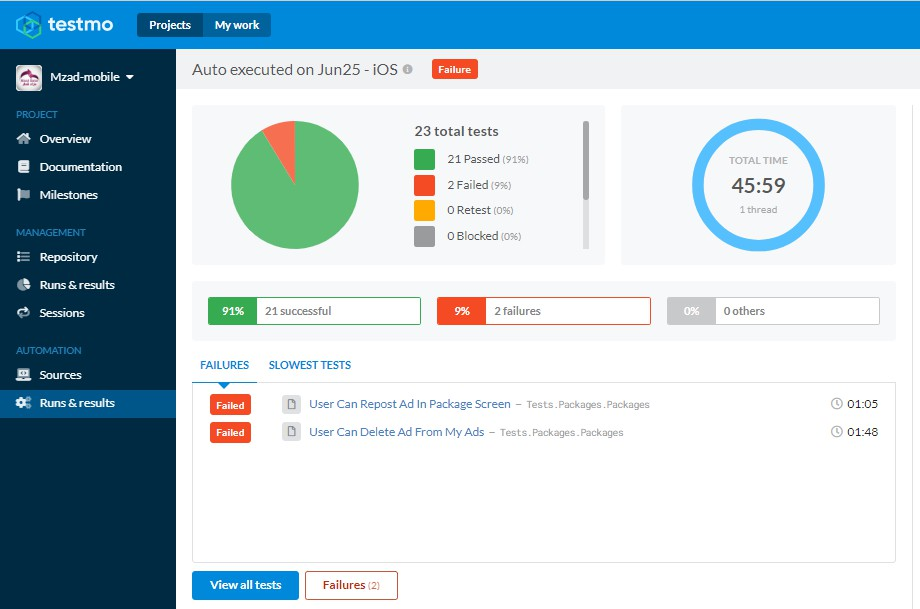 testmo
Projects
My work
Mzad-mobile
PROJECT
Overview
Documentation
Milestones
MANAGEMENT
Repository
Runs & results
Sessions
AUTOMATION
Sources
Runs & results
Auto executed on Jun25 - iOS
Failure
23 total tests
21 Passed (91%)
2 Failed (9%)
0 Retest (0%)
0 Blocked (0%)
TOTAL TIME
45:59
1 thread
91% 21 successful
9% 2 failures
0% 0 others
FAILURES
SLOWEST TESTS
Failed User Can Repost Ad In Package Screen – Tests.Packages.Packages 01:05
Failed User Can Delete Ad From My Ads – Tests.Packages.Packages 01:48
View all tests
Failures (2)